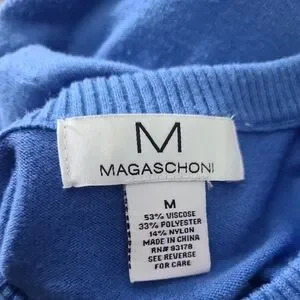 M
MAGASCHONI
M
53% VISCOSE
33% POLYESTER
14% NYLON
MADE IN CHINA
RN# 93178
SEE REVERSE
FOR CARE